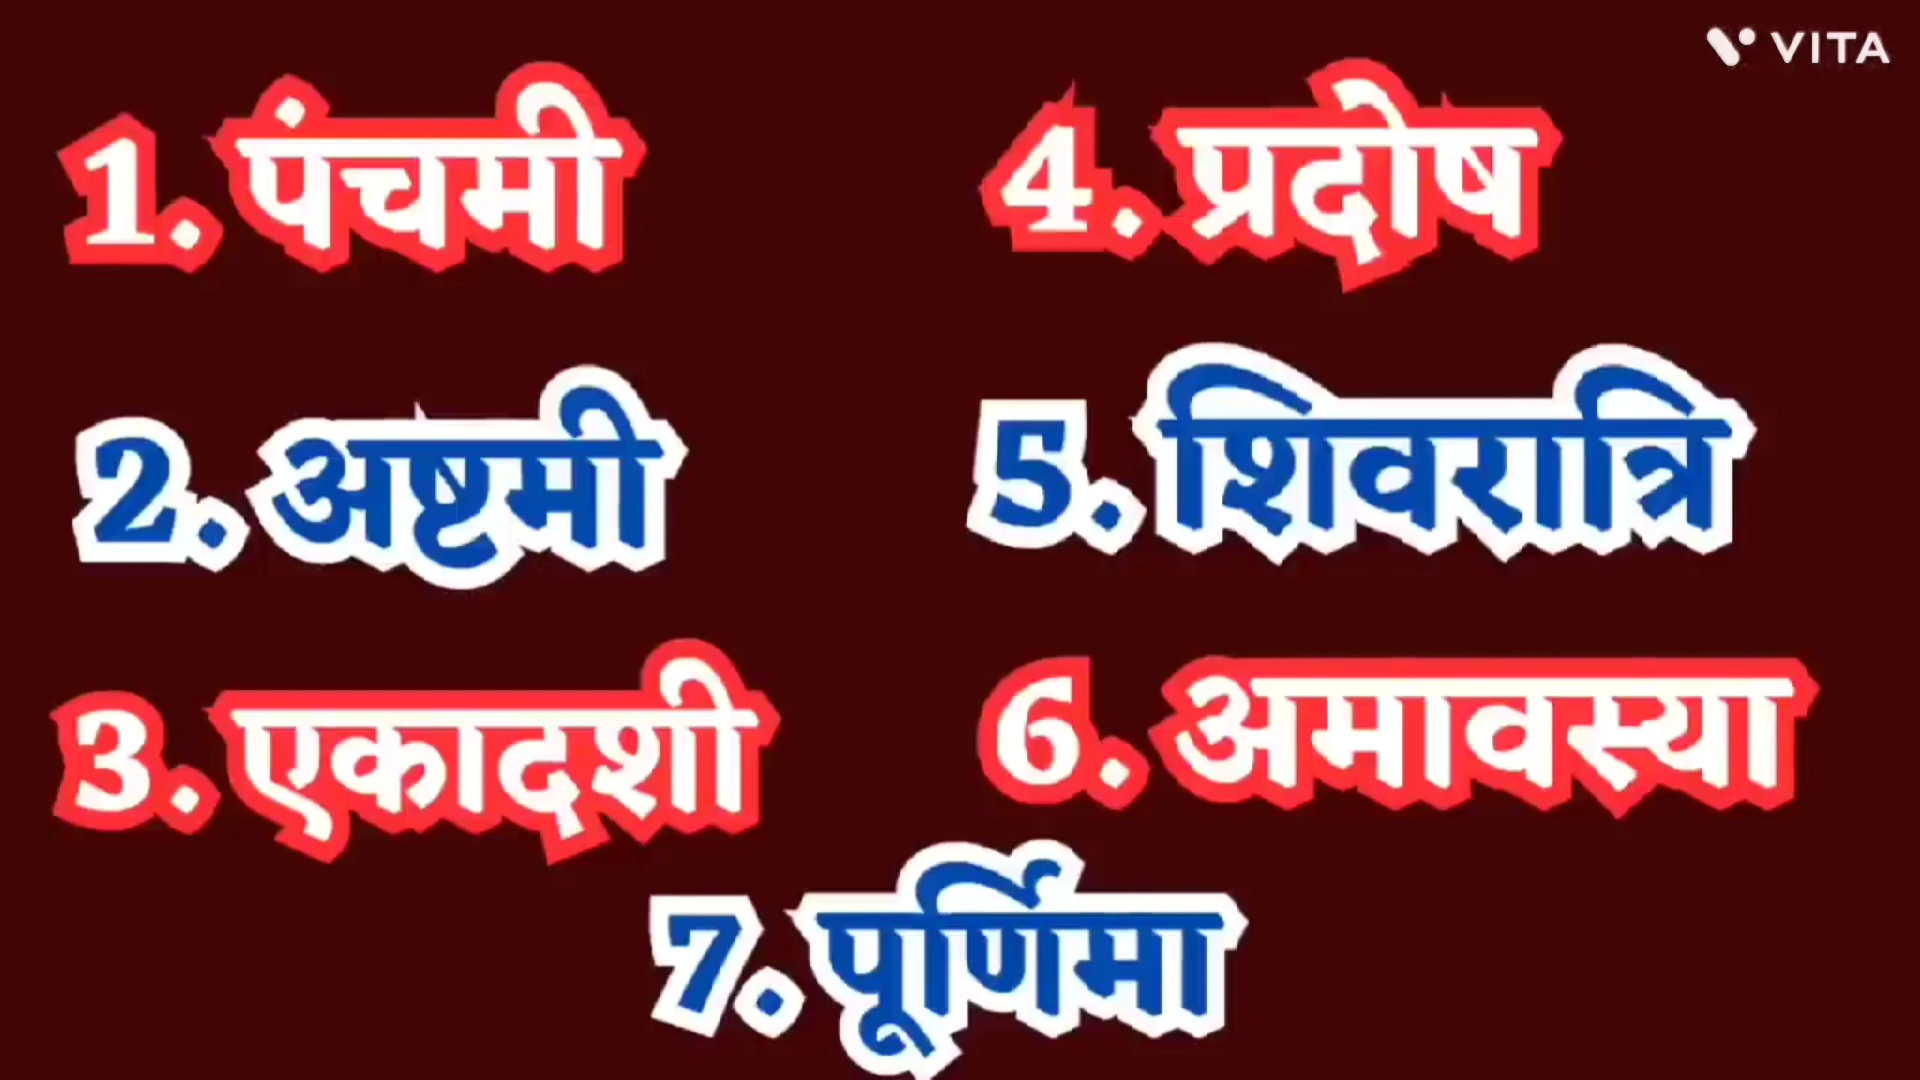 VITA
1. पंचमी
2. अष्टमी
3. एकादशी
4. प्रदोष
5. शिवरात्रि
6. अमावस्या
7. पूर्णिमा